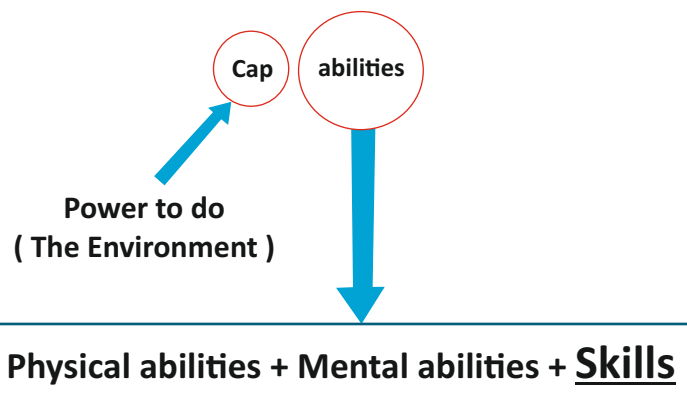 Cap abilities
Power to do
( The Environment )
Physical abilities + Mental abilities + Skills